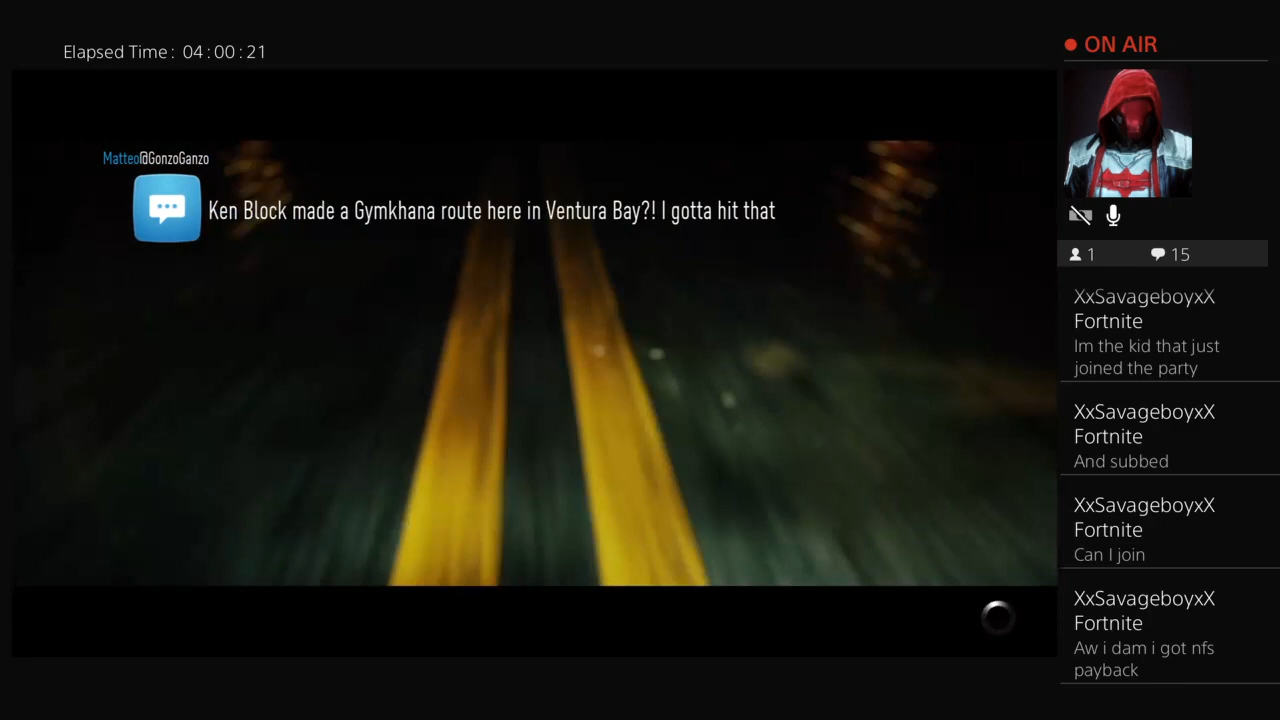 Elapsed Time: 04:00:21
ON AIR
Matteo@GonzoGanzo
Ken Block made a Gymkhana route here in Ventura Bay?! I gotta hit that
1 15
XxSavageboyxX
Fortnite
Im the kid that just
joined the party
XxSavageboyxX
Fortnite
And subbed
XxSavageboyxX
Fortnite
Can I join
XxSavageboyxX
Fortnite
Aw i dam i got nfs
payback